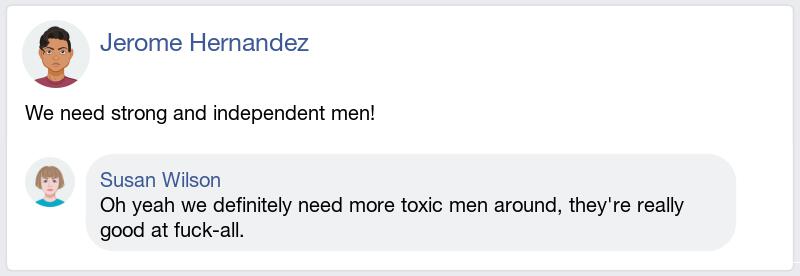 Jerome Hernandez
We need strong and independent men!
Susan Wilson
Oh yeah we definitely need more toxic men around, they're really
good at fuck-all.